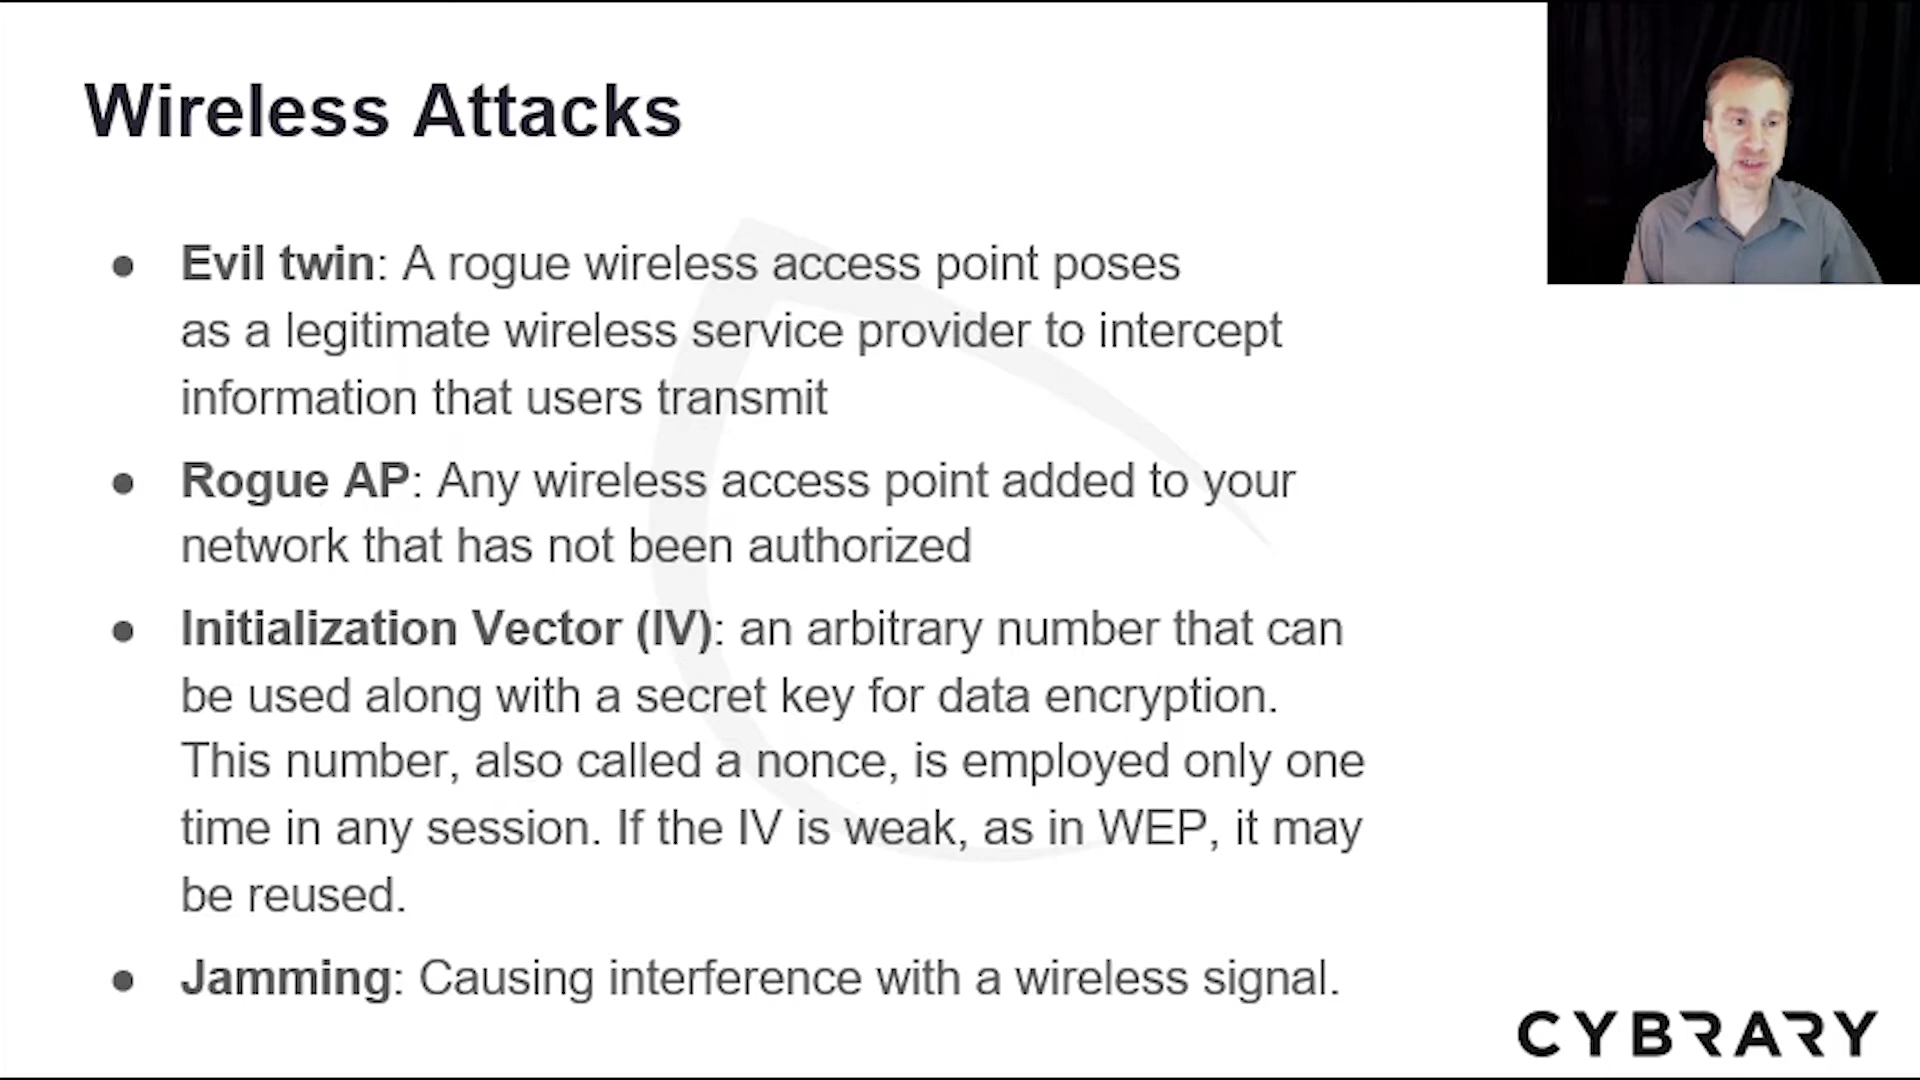 Wireless Attacks
● Evil twin: A rogue wireless access point poses
as a legitimate wireless service provider to intercept
information that users transmit
● Rogue AP: Any wireless access point added to your
network that has not been authorized
● Initialization Vector (IV): an arbitrary number that can
be used along with a secret key for data encryption.
This number, also called a nonce, is employed only one
time in any session. If the IV is weak, as in WEP, it may
be reused.
● Jamming: Causing interference with a wireless signal.
CYBRARY